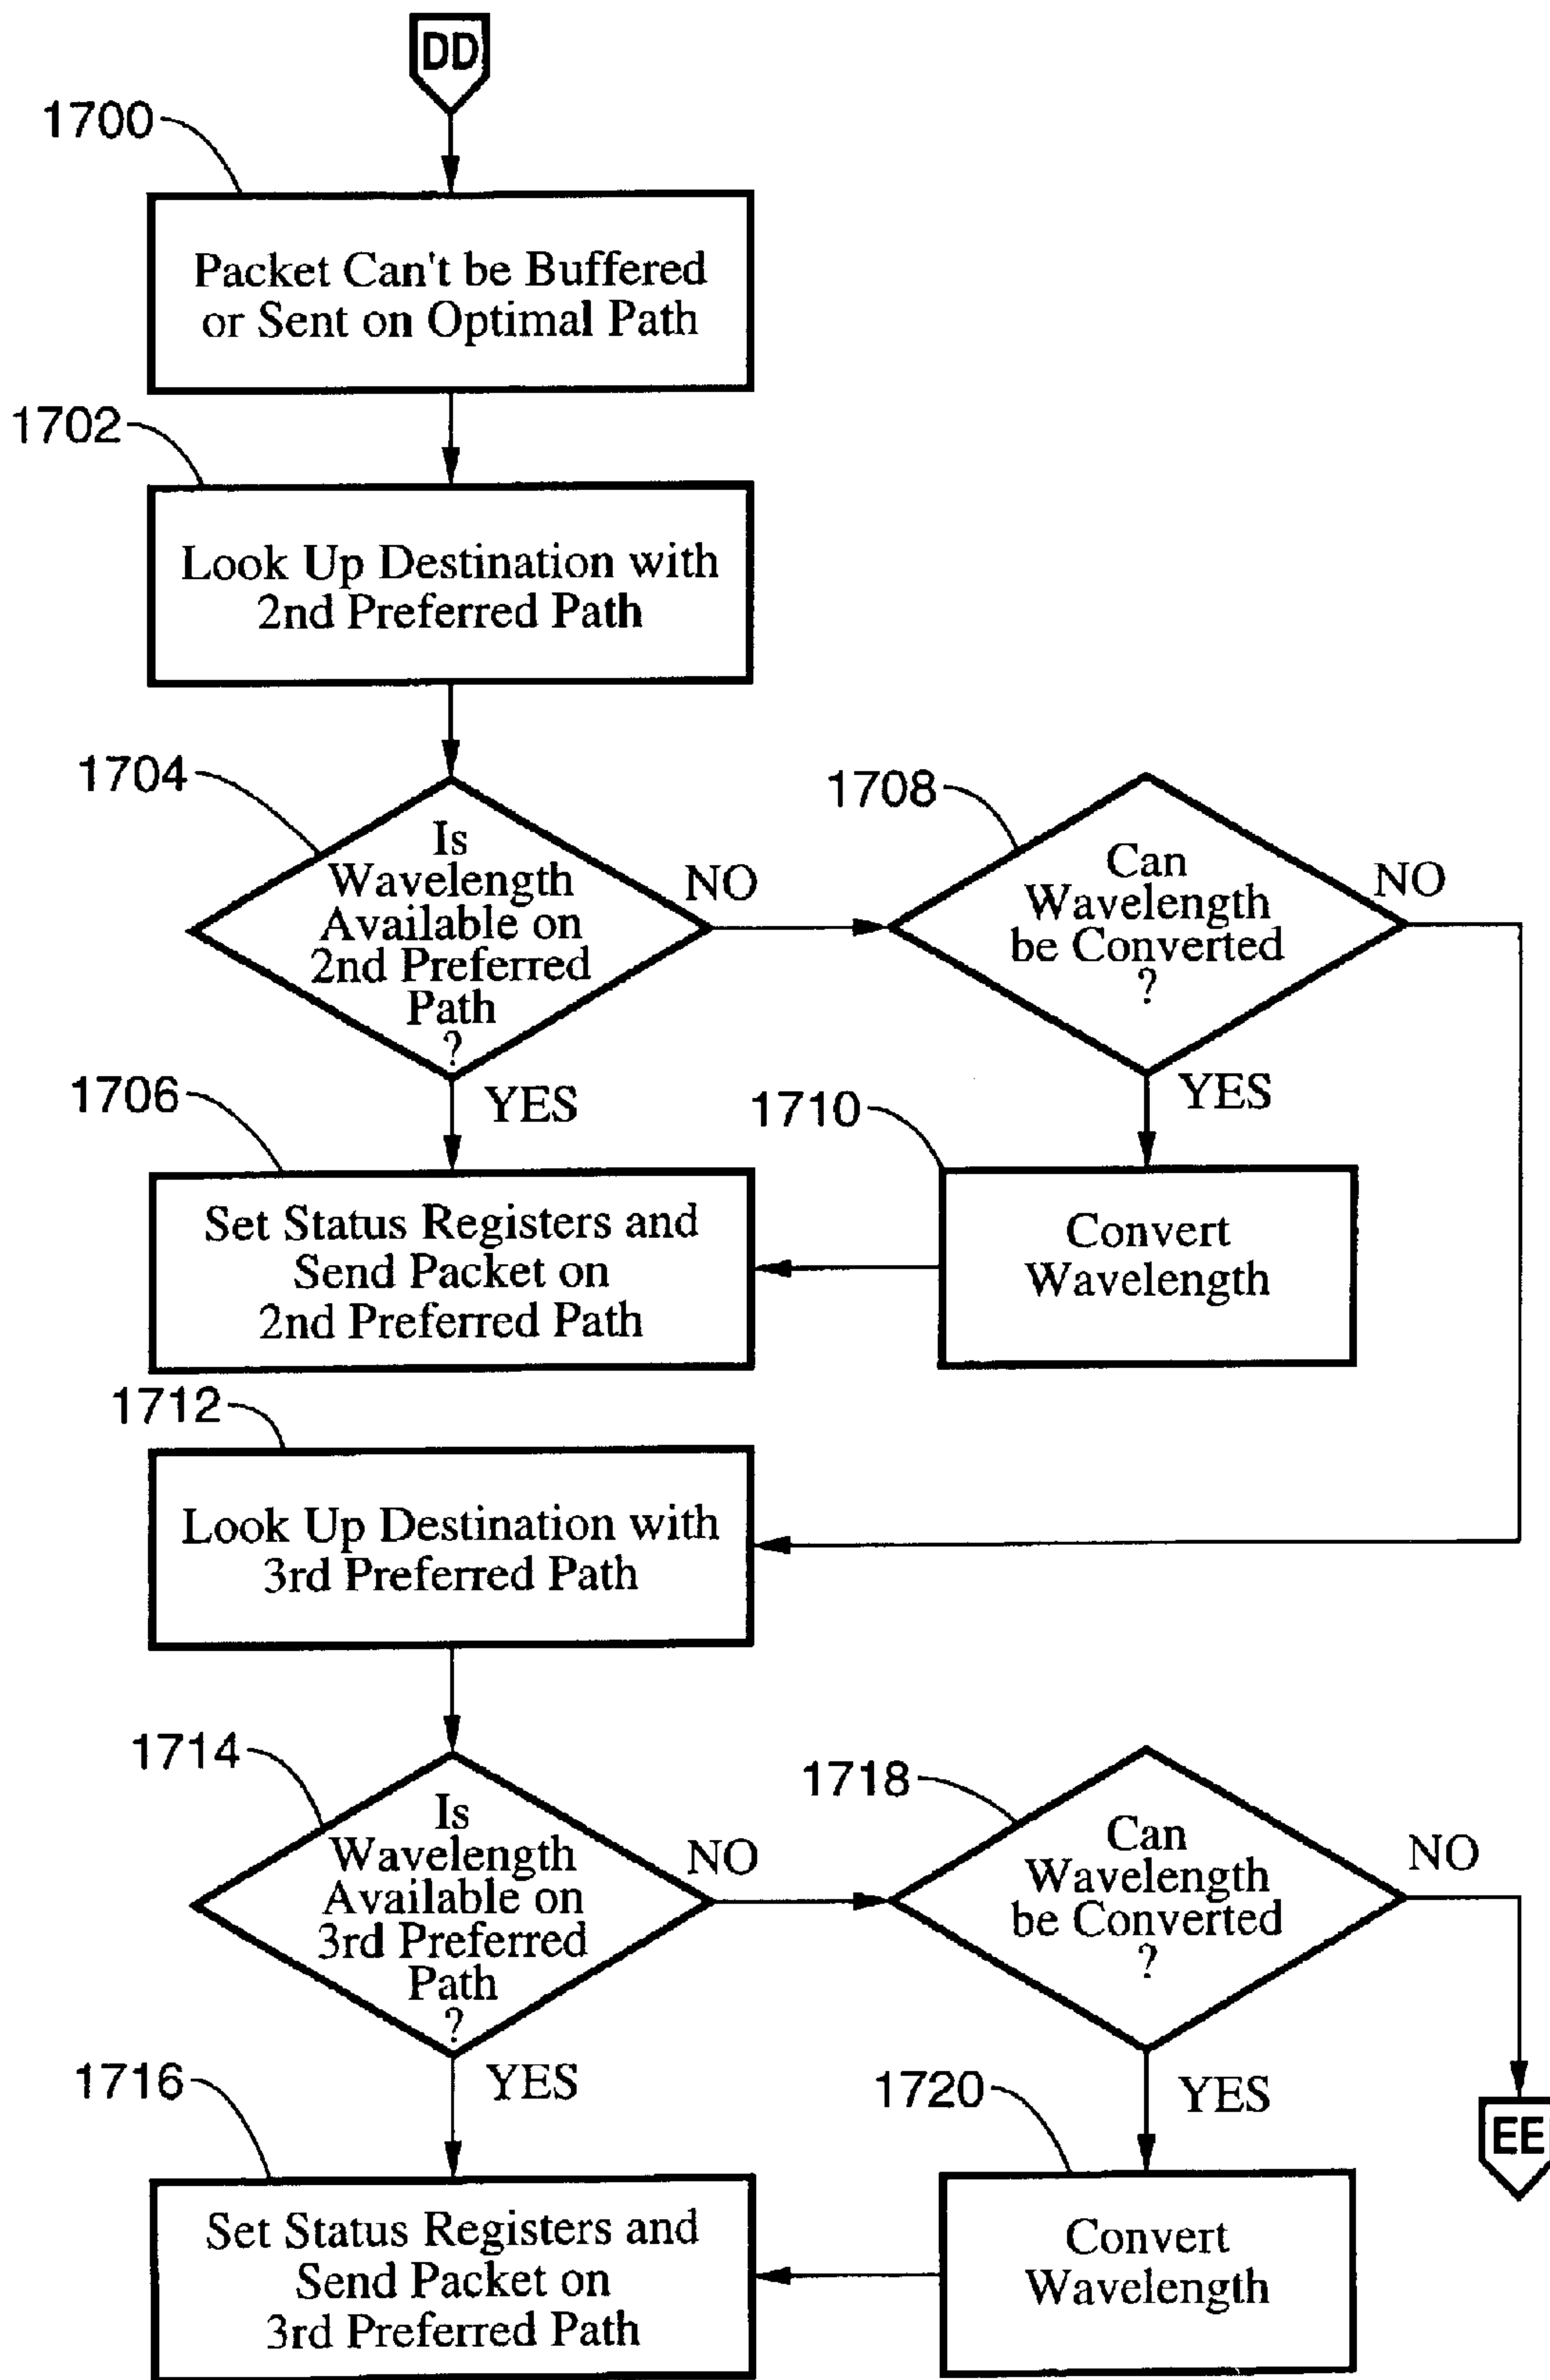 DD
1700
Packet Can't be Buffered
or Sent on Optimal Path
1702
Look Up Destination with
2nd Preferred Path
1704
Is
Wavelength
Available on
2nd Preferred
Path
?
NO
YES
1708
Can
Wavelength
be Converted
?
NO
YES
1706
Set Status Registers and
Send Packet on
2nd Preferred Path
1710
Convert
Wavelength
1712
Look Up Destination with
3rd Preferred Path
1714
Is
Wavelength
Available on
3rd Preferred
Path
?
NO
YES
1718
Can
Wavelength
be Converted
?
NO
YES
1716
Set Status Registers and
Send Packet on
3rd Preferred Path
1720
Convert
Wavelength
EE